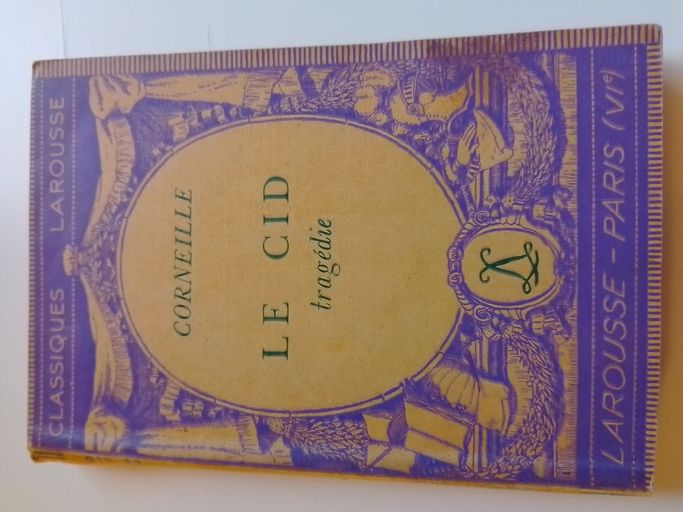 CLASSIQUES LAROUSSE
CORNEILLE
LE CID
tragédie
LAROUSSE - PARIS (VIe)